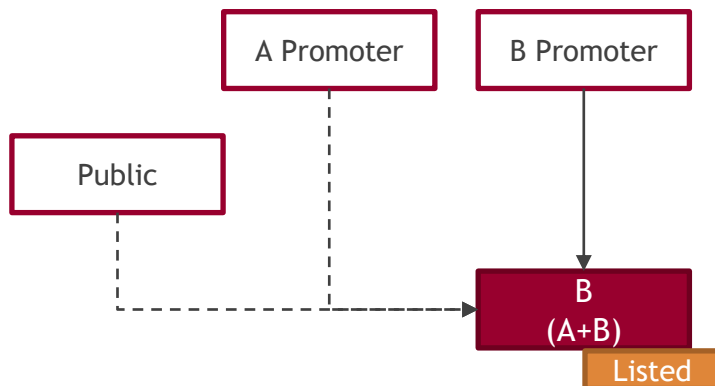 A Promoter
B Promoter
Public
B
(A+B)
Listed